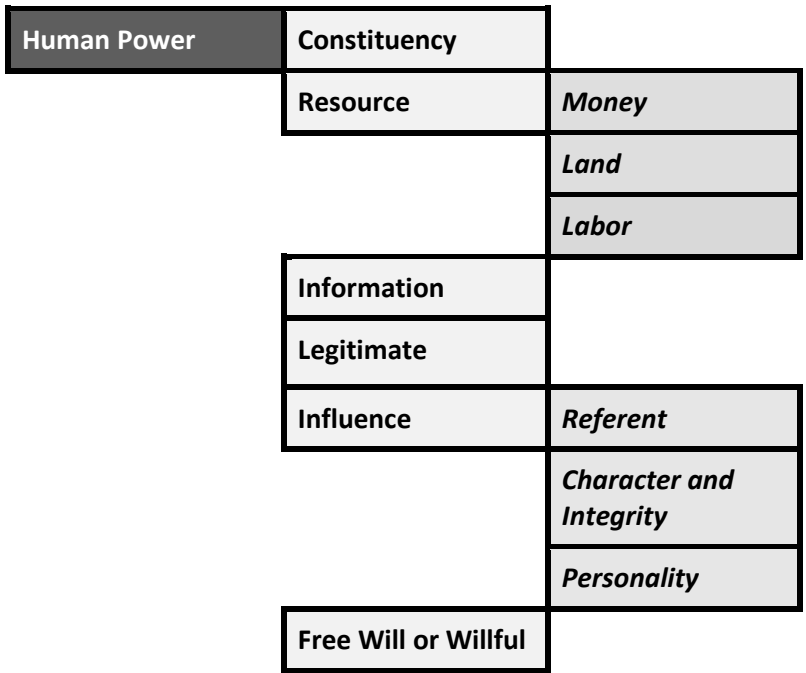 Human Power Constituency
Resource Money
Land
Labor
Information
Legitimate
Influence Referent
Character and
Integrity
Personality
Free Will or Willful